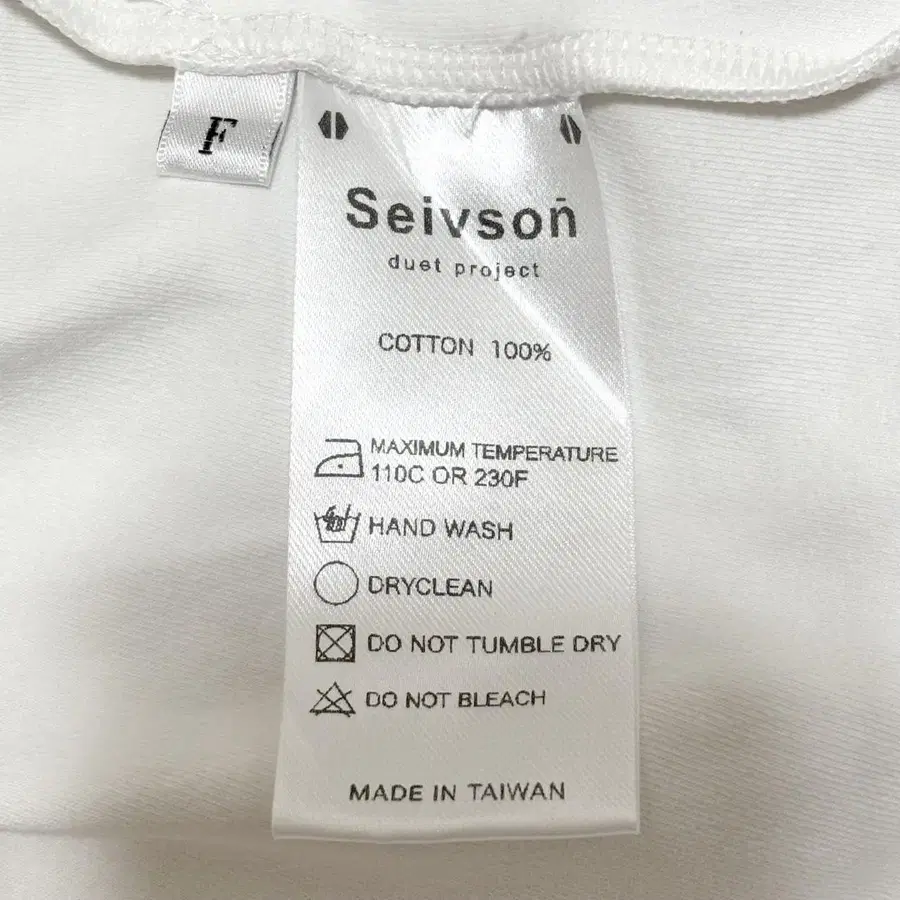 F
Seivson̄
duet project
COTTON 100%
MAXIMUM TEMPERATURE
110C OR 230F
HAND WASH
DRYCLEAN
DO NOT TUMBLE DRY
DO NOT BLEACH
MADE IN TAIWAN